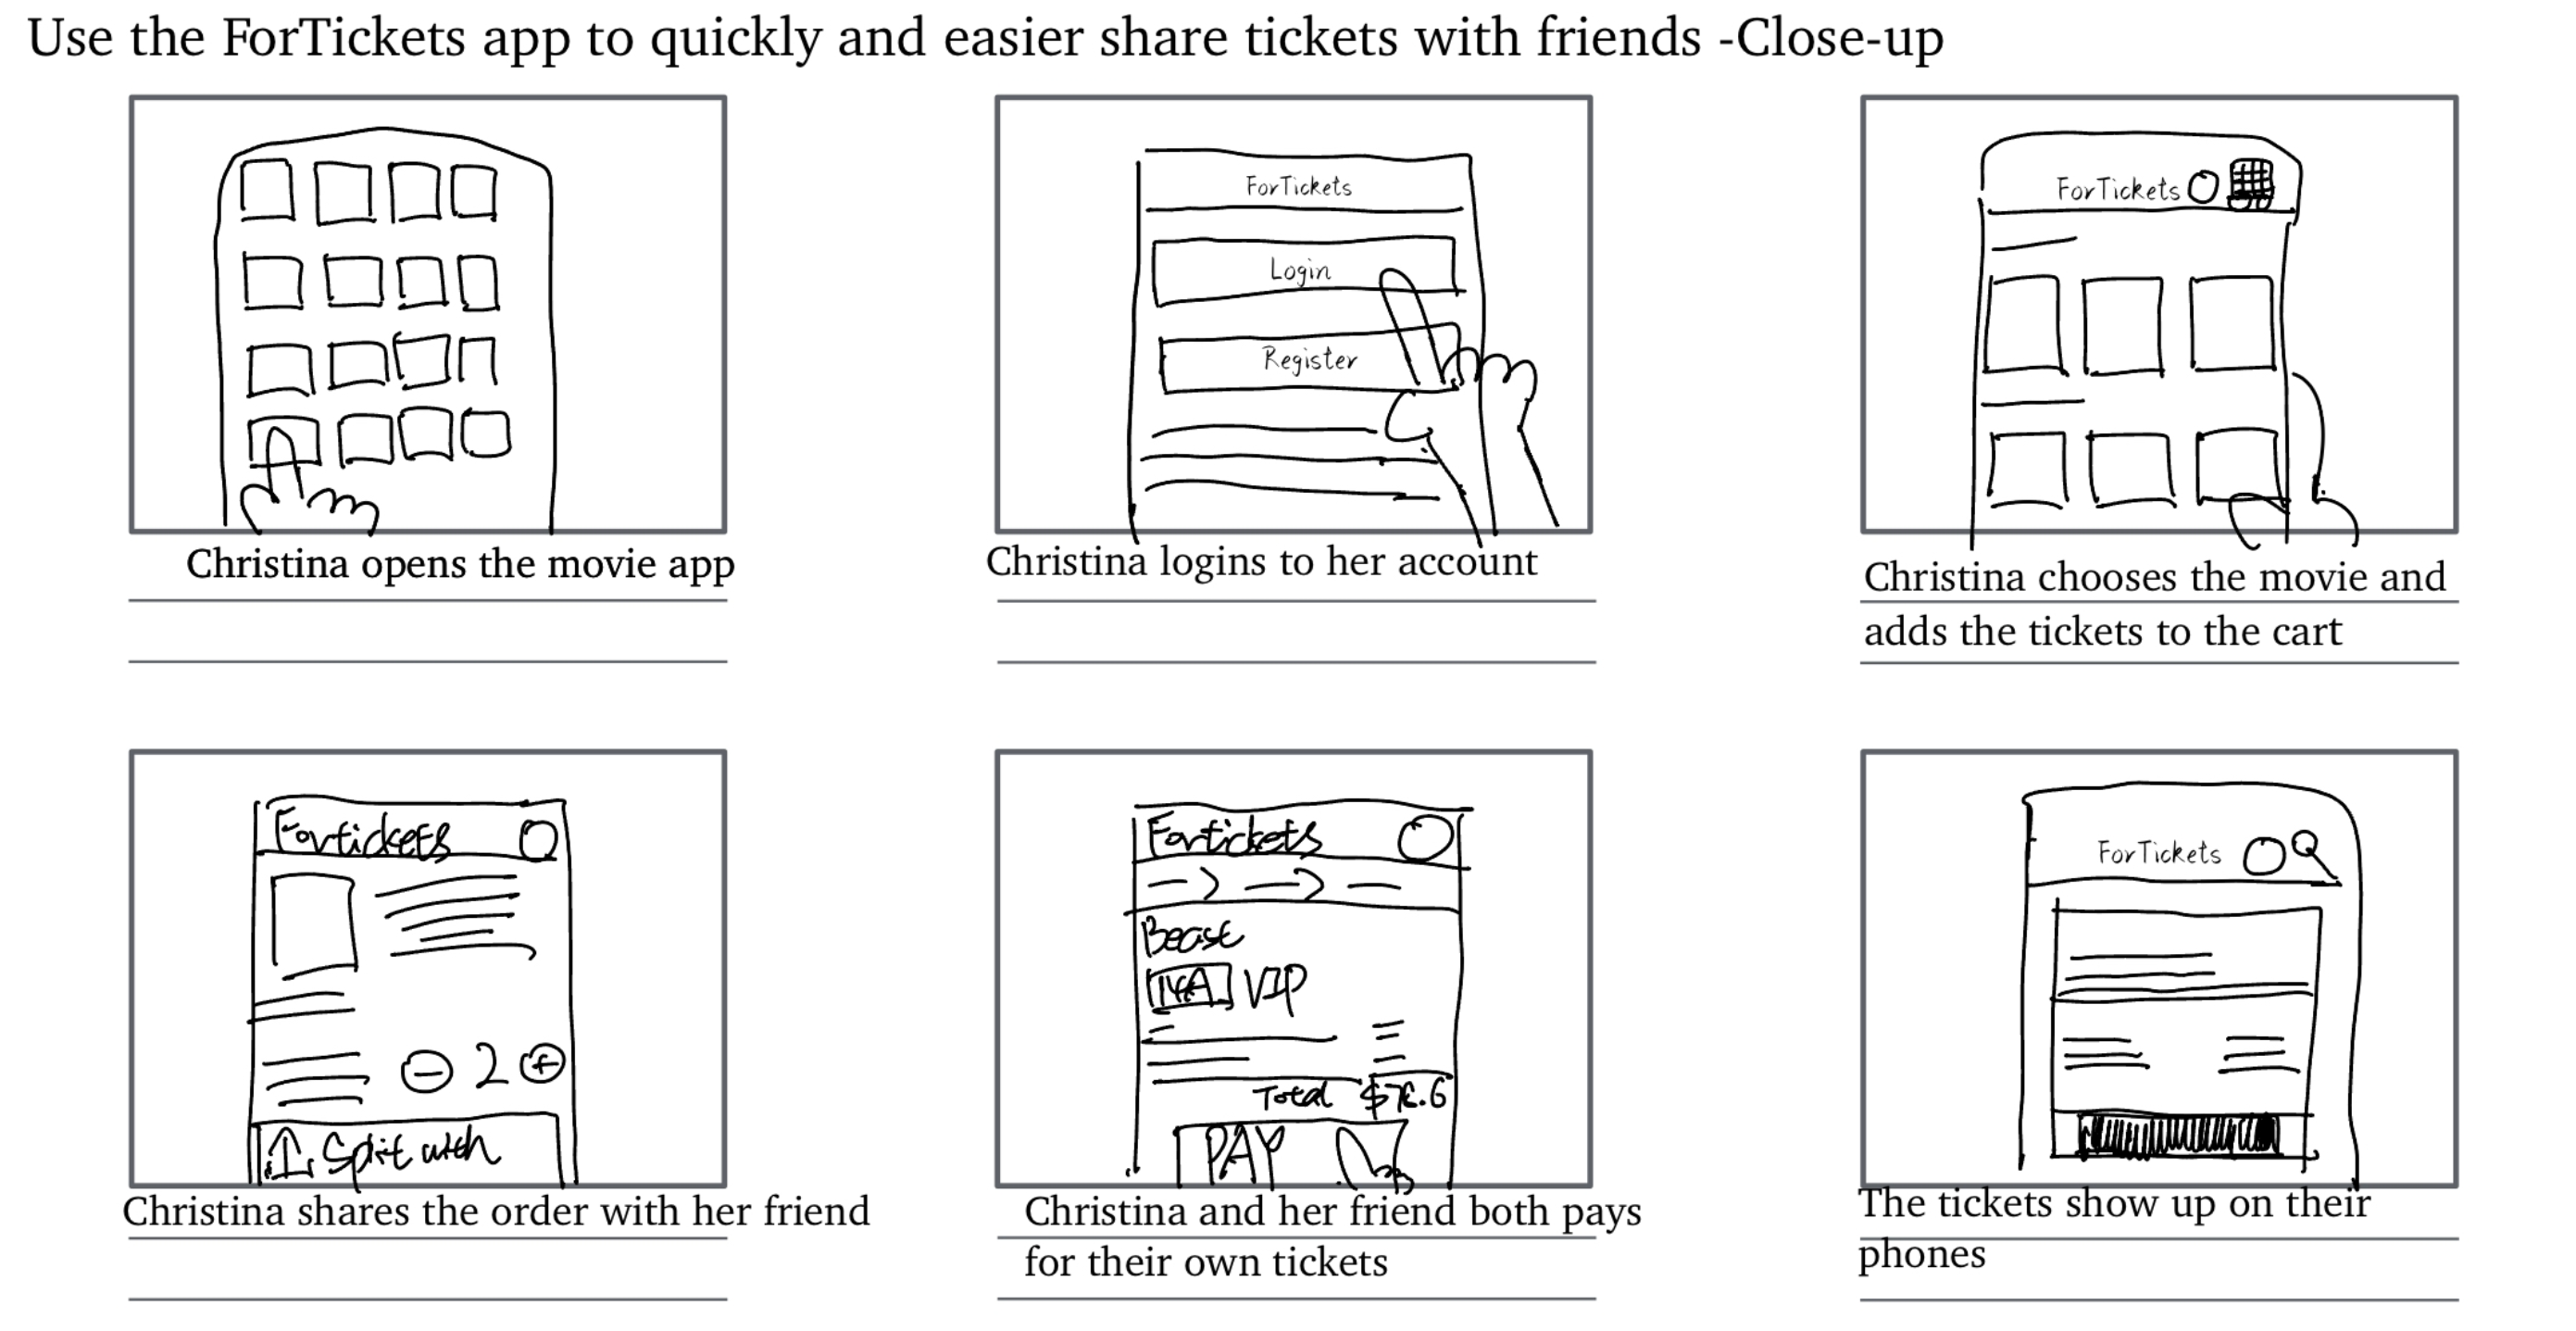 Use the ForTickets app to quickly and easier share tickets with friends -Close-up
Christina opens the movie app
ForTickets
Login
Register
Christina logins to her account
ForTickets
Christina chooses the movie and
adds the tickets to the cart
Fortickets
2
Split with
Christina shares the order with her friend
Fortickets
Beast
14A VIP
Total
PAY
Christina and her friend both pays
for their own tickets
ForTickets
The tickets show up on their
phones